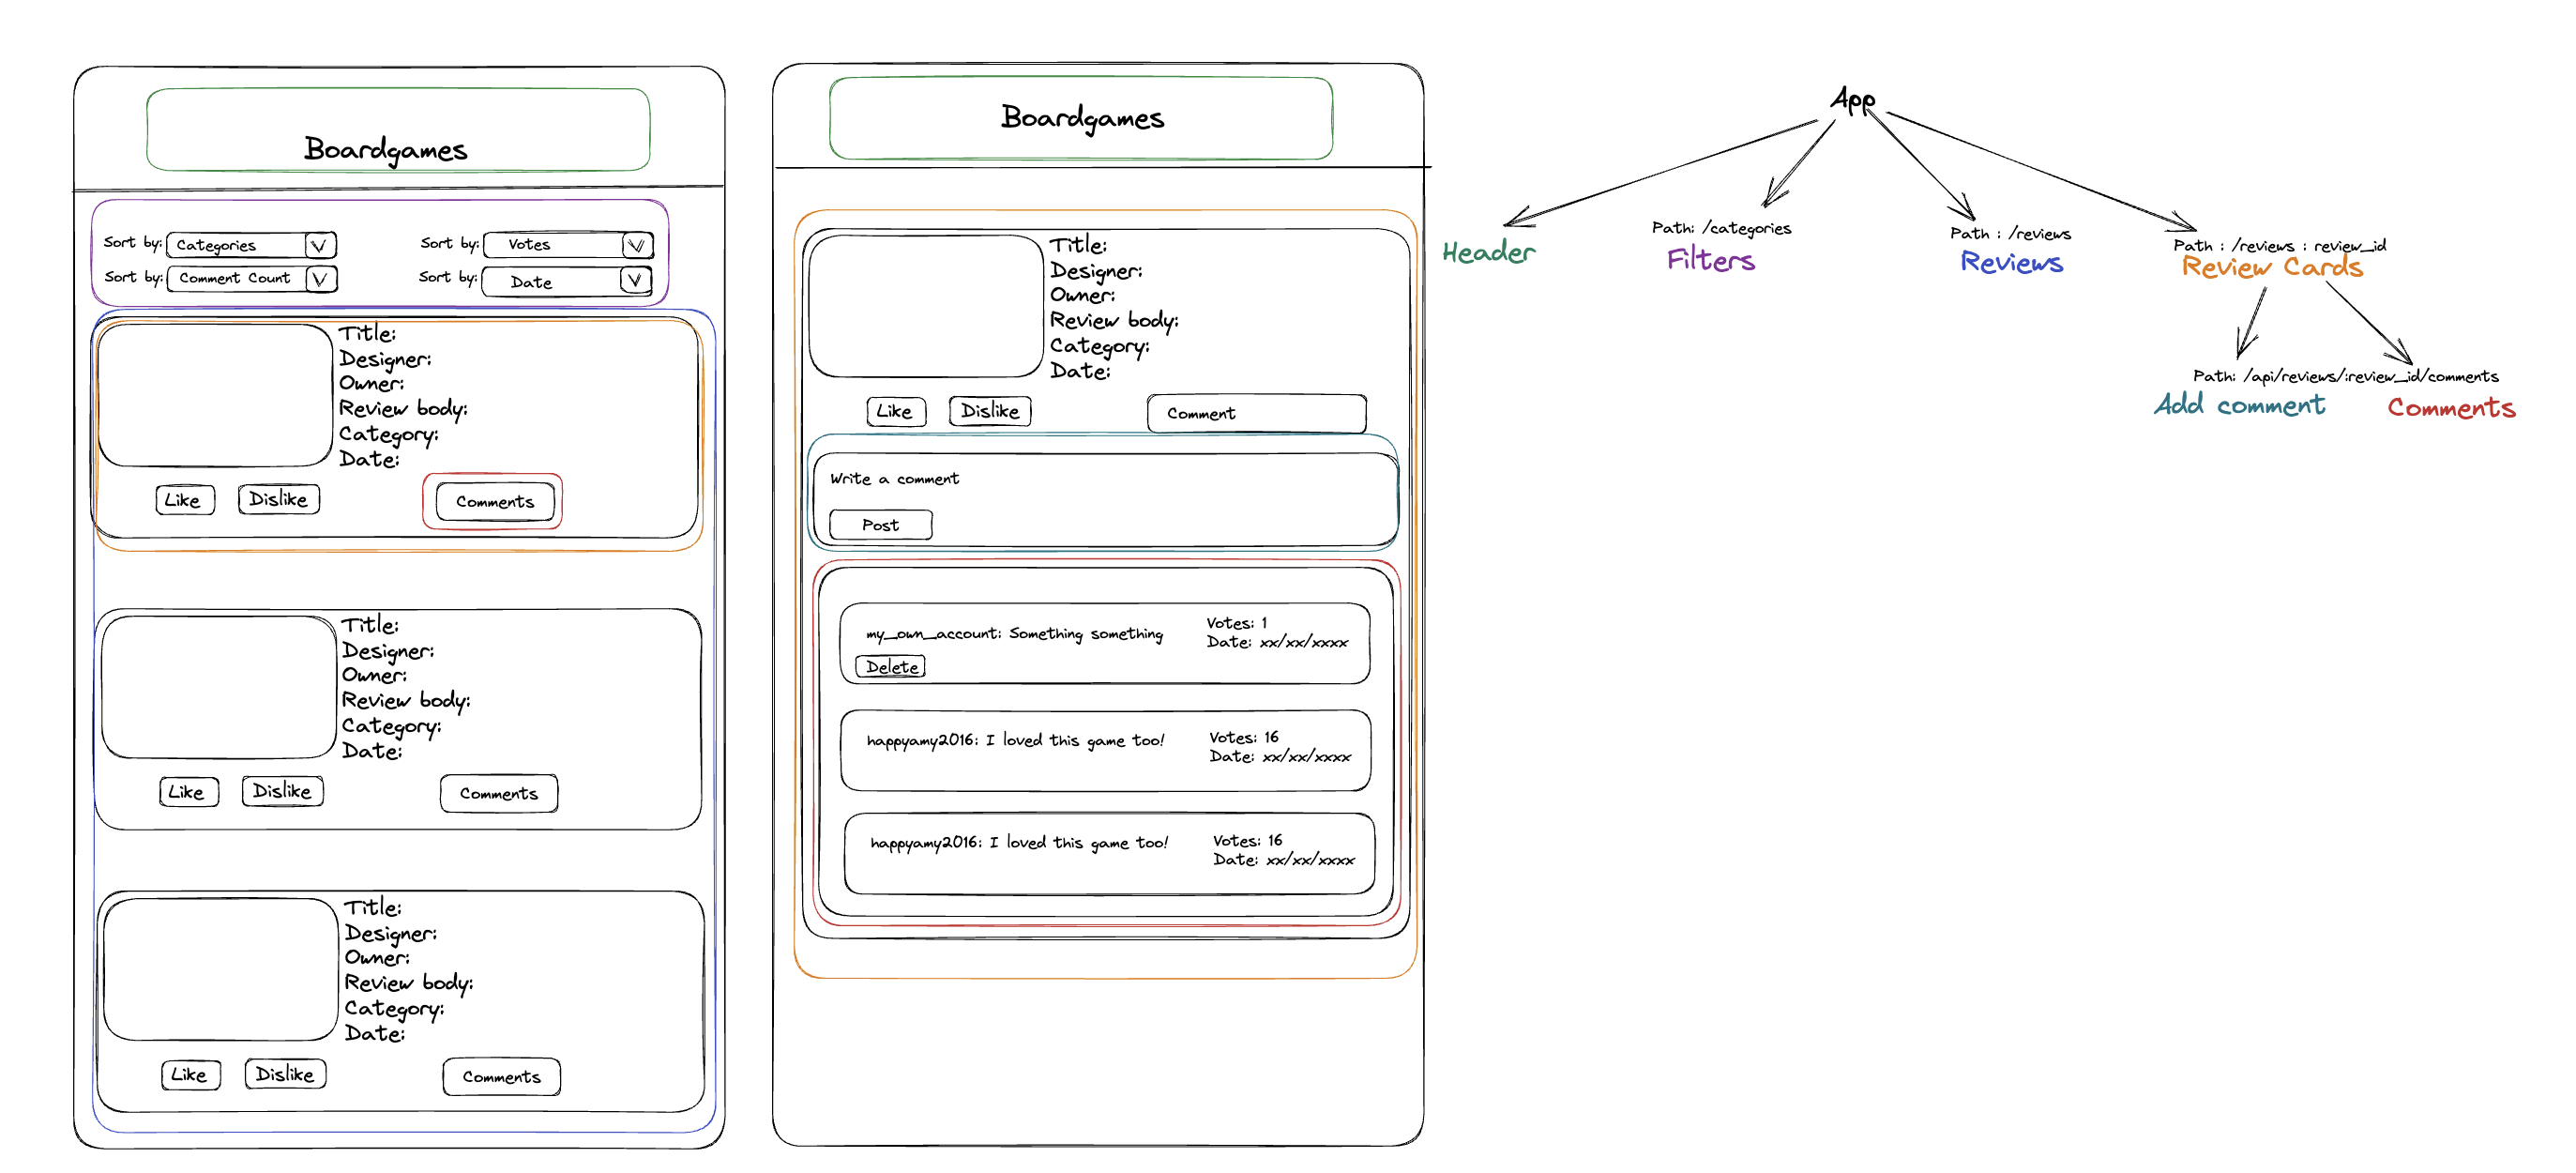 Boardgames
Sort by: Categories
Sort by: Votes
Sort by: Comment Count
Sort by: Date
Title:
Designer:
Owner:
Review body:
Category:
Date:
Like
Dislike
Comments
Title:
Designer:
Owner:
Review body:
Category:
Date:
Like
Dislike
Comments
Title:
Designer:
Owner:
Review body:
Category:
Date:
Like
Dislike
Comments
Boardgames
Title:
Designer:
Owner:
Review body:
Category:
Date:
Like
Dislike
Comment
Write a comment
Post
my_own_account: Something something
Votes: 1
Date: xx/xx/xxxx
Delete
happyamy2016: I loved this game too!
Votes: 16
Date: xx/xx/xxxx
happyamy2016: I loved this game too!
Votes: 16
Date: xx/xx/xxxx
App
Header
Path: /categories
Filters
Path : /reviews
Reviews
Path : /reviews : review_id
Review Cards
Path: /api/reviews/:review_id/comments
Add comment
Comments